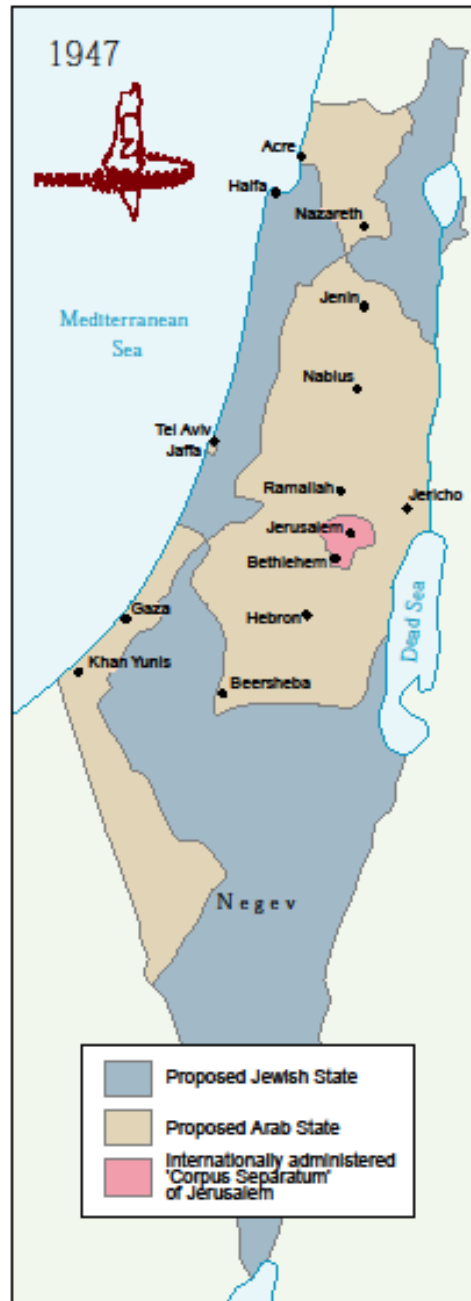 1947
Acre
Haifa
Nazareth
Jenin
Mediterranean
Sea
Nablus
Tel Aviv
Jaffa
Ramallah
Jericho
Jerusalem
Bethlehem
Gaza
Hebron
Dead Sea
Khan Yunis
Beersheba
Negev
Proposed Jewish State
Proposed Arab State
Internationally administered
'Corpus Separatum'
of Jerusalem